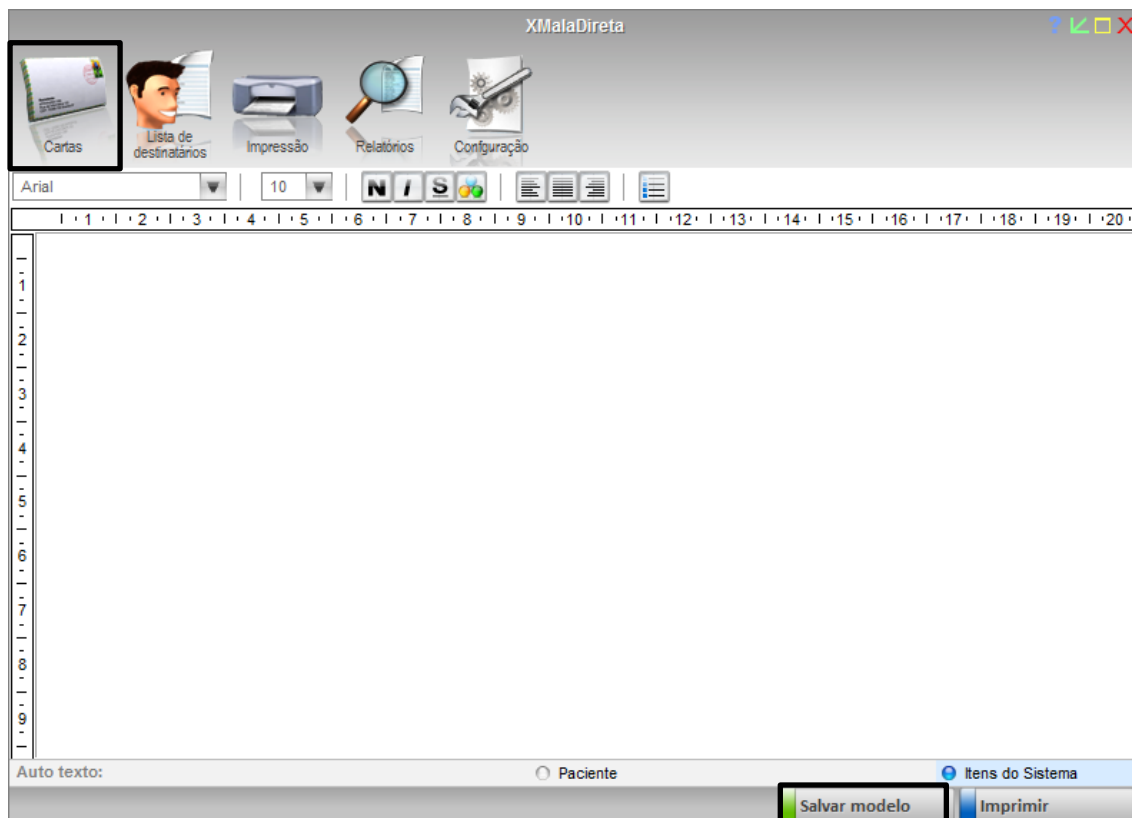 XMalaDireta
?
Cartas
Lista de
destinatários
Impressão
Relatórios
Confguração
Arial 10 N I S
1 2 3 4 5 6 7 8 9 10 11 12 13 14 15 16 17 18 19 20
1
2
3
4
5
6
7
8
9
Auto texto: Paciente Itens do Sistema
Salvar modelo Imprimir